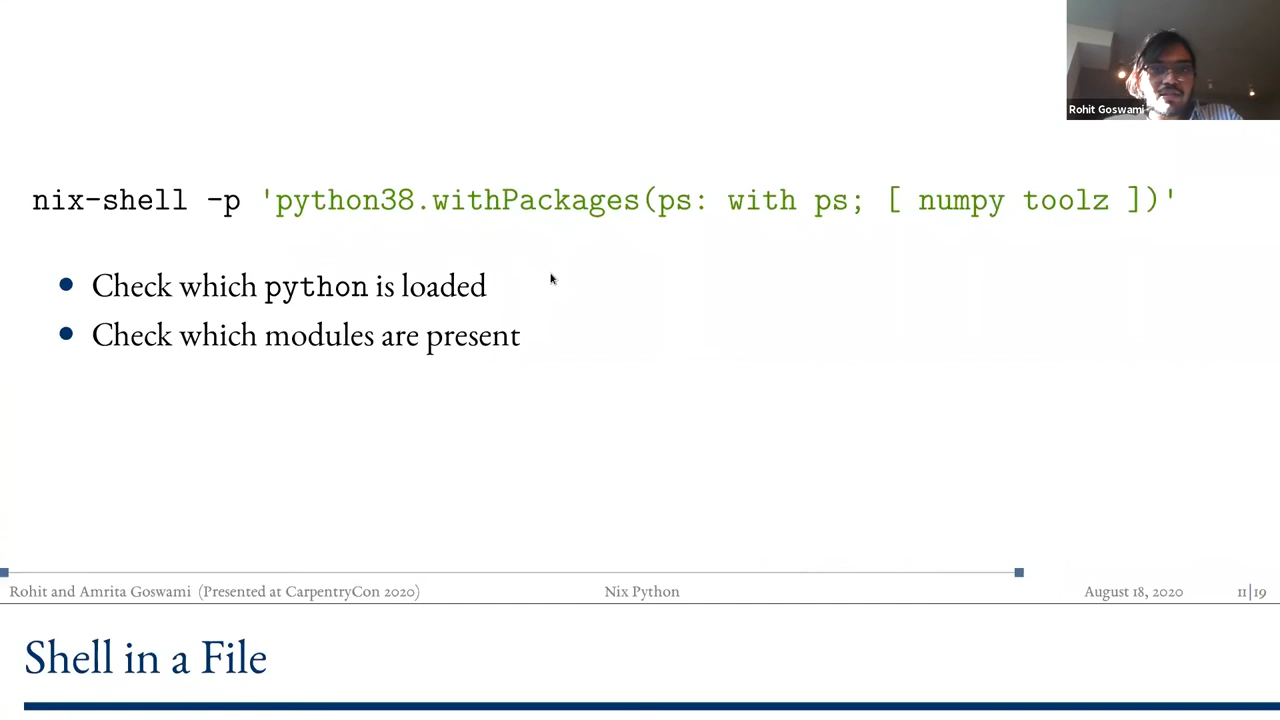 Rohit Goswami
nix-shell -p 'python38.withPackages(ps: with ps; [ numpy toolz ])'
• Check which python is loaded
• Check which modules are present
Rohit and Amrita Goswami (Presented at CarpentryCon 2020) Nix Python August 18, 2020 11|19
Shell in a File